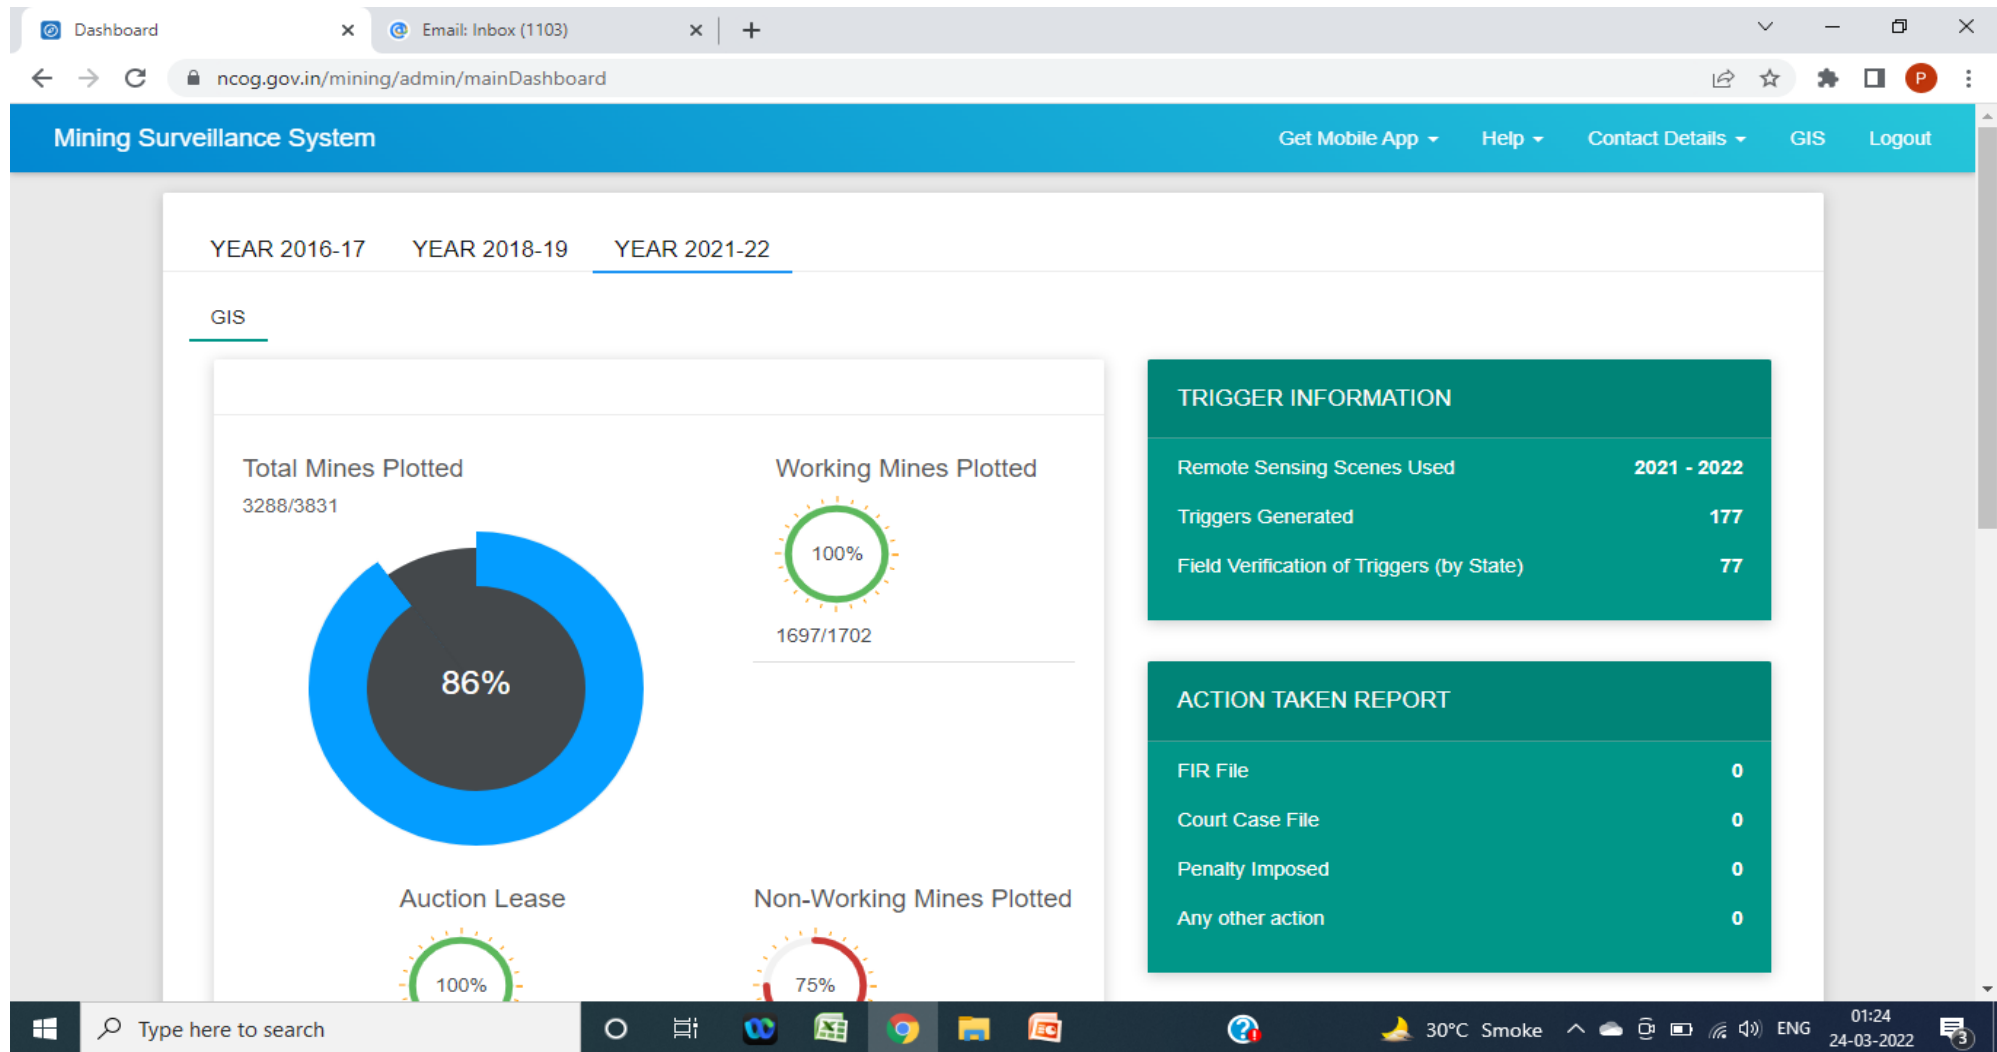 Dashboard
Email: Inbox (1103)
ncog.gov.in/mining/admin/mainDashboard
P
Mining Surveillance System
Get Mobile App
Help
Contact Details
GIS
Logout
YEAR 2016-17
YEAR 2018-19
YEAR 2021-22
GIS
Total Mines Plotted
3288/3831
86%
Working Mines Plotted
100%
1697/1702
Auction Lease
100%
Non-Working Mines Plotted
75%
TRIGGER INFORMATION
Remote Sensing Scenes Used 2021 - 2022
Triggers Generated 177
Field Verification of Triggers (by State) 77
ACTION TAKEN REPORT
FIR File 0
Court Case File 0
Penalty Imposed 0
Any other action 0
Type here to search
30°C Smoke
ENG
01:24
24-03-2022
3